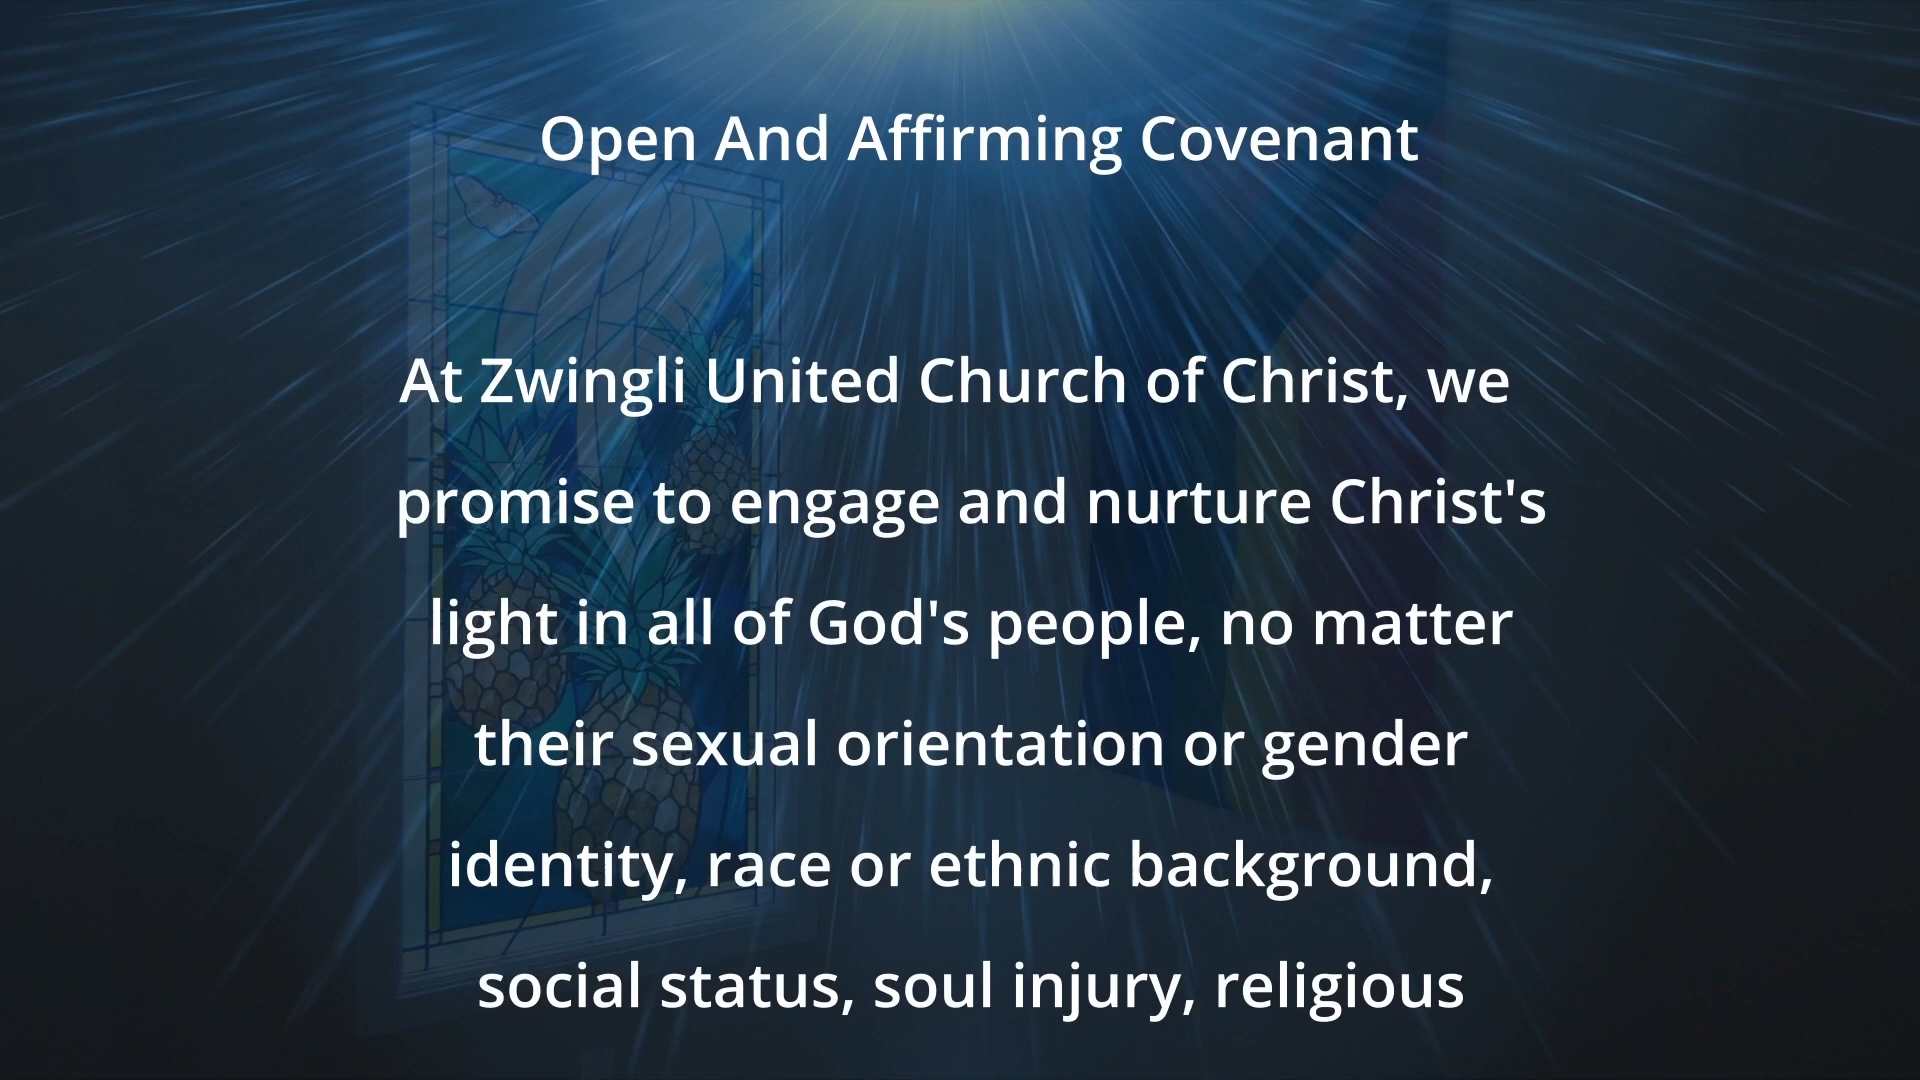 Open And Affirming Covenant
At Zwingli United Church of Christ, we
promise to engage and nurture Christ's
light in all of God's people, no matter
their sexual orientation or gender
identity, race or ethnic background,
social status, soul injury, religious